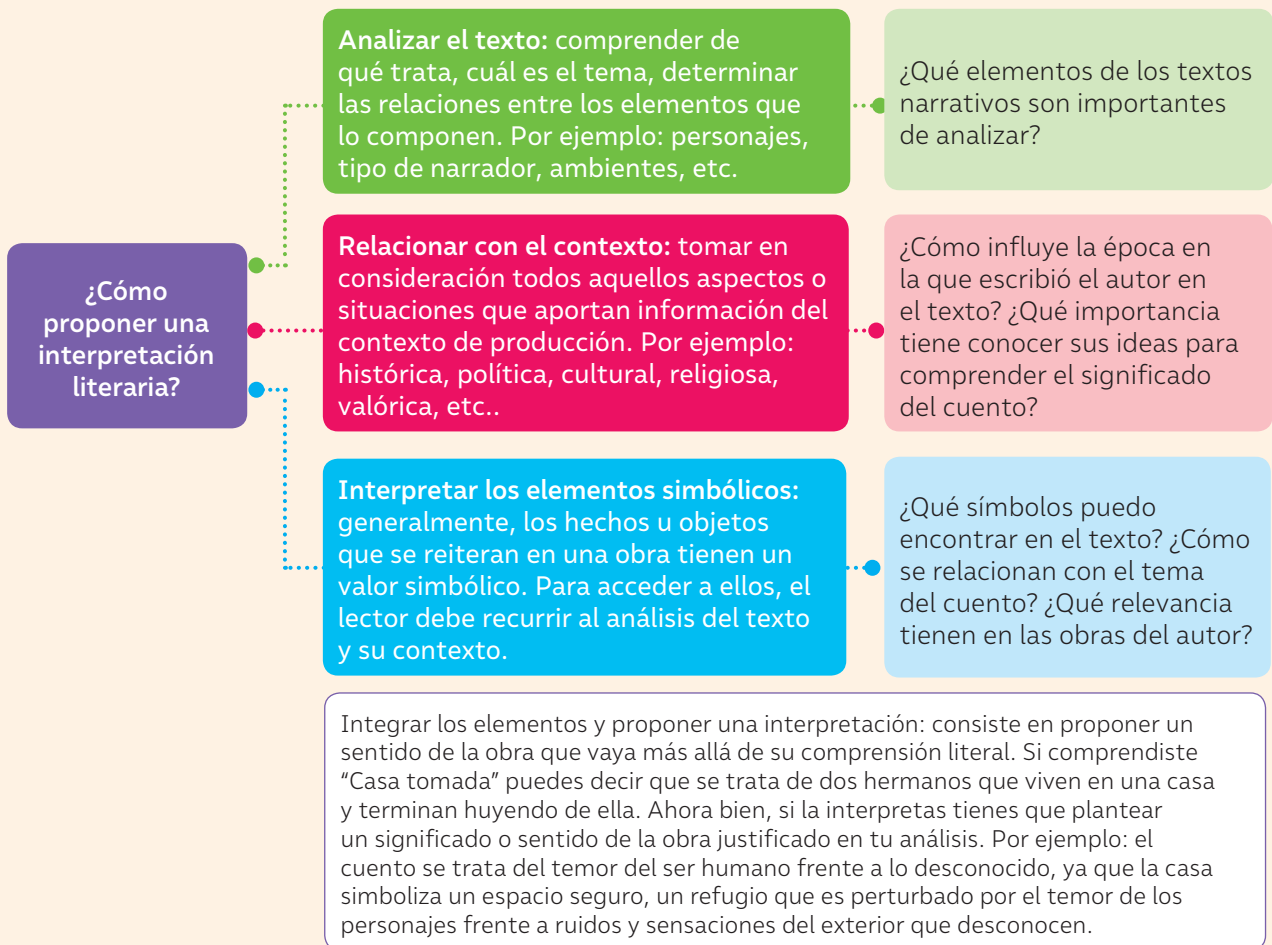 ¿Cómo
proponer una
interpretación
literaria?
Analizar el texto: comprender de
qué trata, cuál es el tema, determinar
las relaciones entre los elementos que
lo componen. Por ejemplo: personajes,
tipo de narrador, ambientes, etc.
¿Qué elementos de los textos
narrativos son importantes
de analizar?
Relacionar con el contexto: tomar en
consideración todos aquellos aspectos o
situaciones que aportan información del
contexto de producción. Por ejemplo:
histórica, política, cultural, religiosa,
valórica, etc..
¿Cómo influye la época en
la que escribió el autor en
el texto? ¿Qué importancia
tiene conocer sus ideas para
comprender el significado
del cuento?
Interpretar los elementos simbólicos:
generalmente, los hechos u objetos
que se reiteran en una obra tienen un
valor simbólico. Para acceder a ellos, el
lector debe recurrir al análisis del texto
y su contexto.
¿Qué símbolos puedo
encontrar en el texto? ¿Cómo
se relacionan con el tema
del cuento? ¿Qué relevancia
tienen en las obras del autor?
Integrar los elementos y proponer una interpretación: consiste en proponer un
sentido de la obra que vaya más allá de su comprensión literal. Si comprendiste
“Casa tomada” puedes decir que se trata de dos hermanos que viven en una casa
y terminan huyendo de ella. Ahora bien, si la interpretas tienes que plantear
un significado o sentido de la obra justificado en tu análisis. Por ejemplo: el
cuento se trata del temor del ser humano frente a lo desconocido, ya que la casa
simboliza un espacio seguro, un refugio que es perturbado por el temor de los
personajes frente a ruidos y sensaciones del exterior que desconocen.